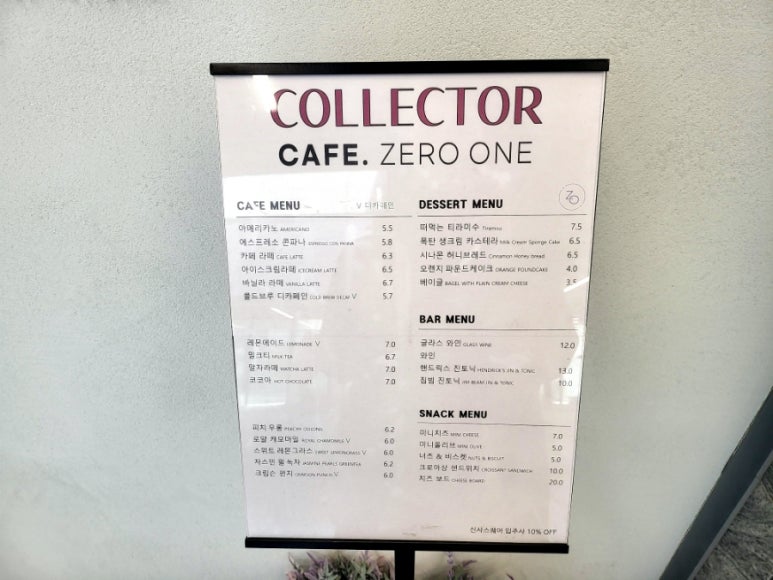 COLLECTOR
CAFE. ZERO ONE
CAFE MENU V 디카페인
아메리카노 AMERICANO 5.5
에스프레소 콘파나 ESPRESSO CON PANNA 5.8
카페 라떼 CAFE LATTE 6.3
아이스크림라떼 ICECREAM LATTE 6.5
바닐라 라떼 VANILLA LATTE 6.7
콜드브루 디카페인 COLD BREW DECAF V 5.7
레몬에이드 LEMONADE V 7.0
밀크티 MILK TEA 6.7
말차라떼 MATCHA LATTE 7.0
코코아 HOT CHOCOLATE 7.0
피치 우롱 PEACHY OOLONG 6.2
로얄 캐모마일 ROYAL CHAMOMILE V 6.0
스위트 레몬그라스 SWEET LEMONGRASS V 6.0
자스민 펄 녹차 JASMINE PEARLS GREENTEA 6.2
크림슨 펀치 CRIMSON PUNCH V 6.0
ZO
DESSERT MENU
떠먹는 티라미수 Tiramisu 7.5
폭탄 생크림 카스테라 Milk Cream Sponge Cake 6.5
시나몬 허니브레드 Cinnamon Honey bread 6.5
오렌지 파운드케이크 ORANGE POUNDCAKE 4.0
베이글 BAGEL WITH PLAIN CREAMY CHEESE 3.5
BAR MENU
글라스 와인 GLASS WINE 12.0
와인
핸드릭스 진토닉 HENDRICK'S JIN & TONIC 13.0
짐빔 진토닉 JIM BEAM JIN & TONIC 10.0
SNACK MENU
미니치즈 MINI CHEESE 7.0
미니올리브 MINI OLIVE 5.0
너츠 & 비스켓 NUTS & BISCUIT 5.0
크로아상 샌드위치 CROISSANT SANDWICH 10.0
치즈 보드 CHEESE BOARD 20.0
신사스퀘어 입주사 10% OFF